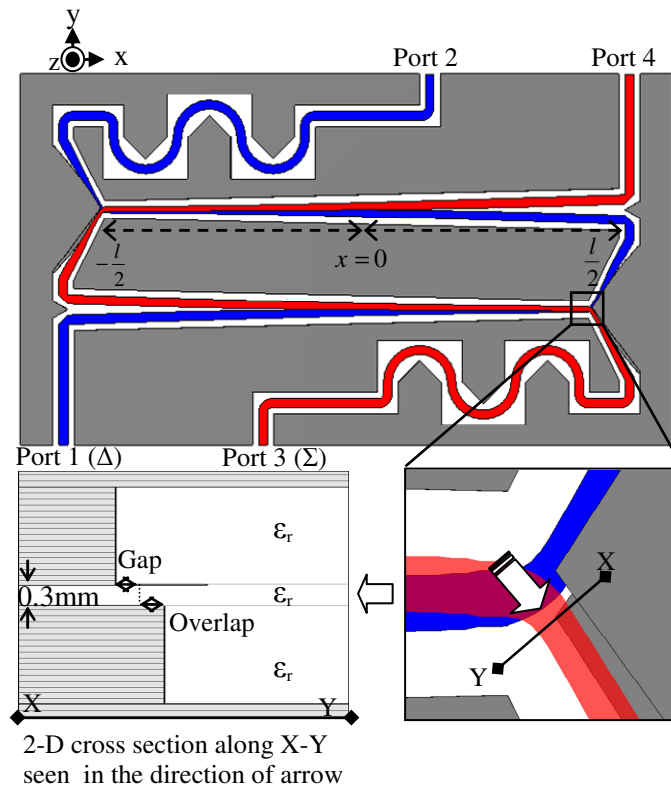 y
z x
Port 2
Port 4
-l/2
x = 0
l/2
Port 1 (Δ)
Port 3 (Σ)
εr
Gap
0.3mm
εr
Overlap
εr
X
Y
X
Y
2-D cross section along X-Y
seen in the direction of arrow